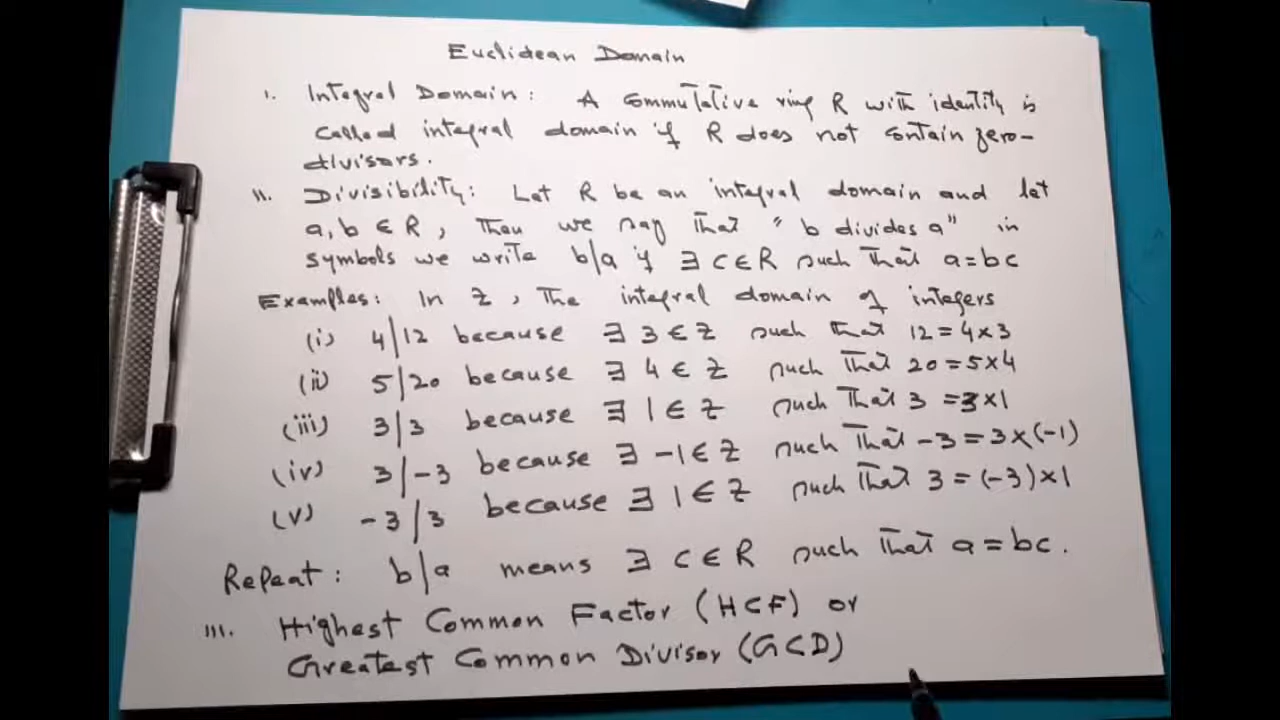 Euclidean Domain
I. Integral Domain: A commutative ring R with identity is
called integral domain if R does not contain zero-
divisors.
II. Divisibility: Let R be an integral domain and let
a, b ∈ R, Then we say That "b divides a" in
symbols we write b|a if ∃ c ∈ R such That a=bc
Examples: In Z, The integral domain of integers
(i) 4|12 because ∃ 3 ∈ Z such that 12=4×3
(ii) 5|20 because ∃ 4 ∈ Z such That 20=5×4
(iii) 3|3 because ∃ 1 ∈ Z such That 3=3×1
(iv) 3|-3 because ∃ -1 ∈ Z such That -3=3×(-1)
(v) -3|3 because ∃ 1 ∈ Z such That 3=(-3)×1
Repeat: b|a means ∃ c ∈ R such That a=bc.
III. Highest Common Factor (HCF) or
Greatest Common Divisor (GCD)